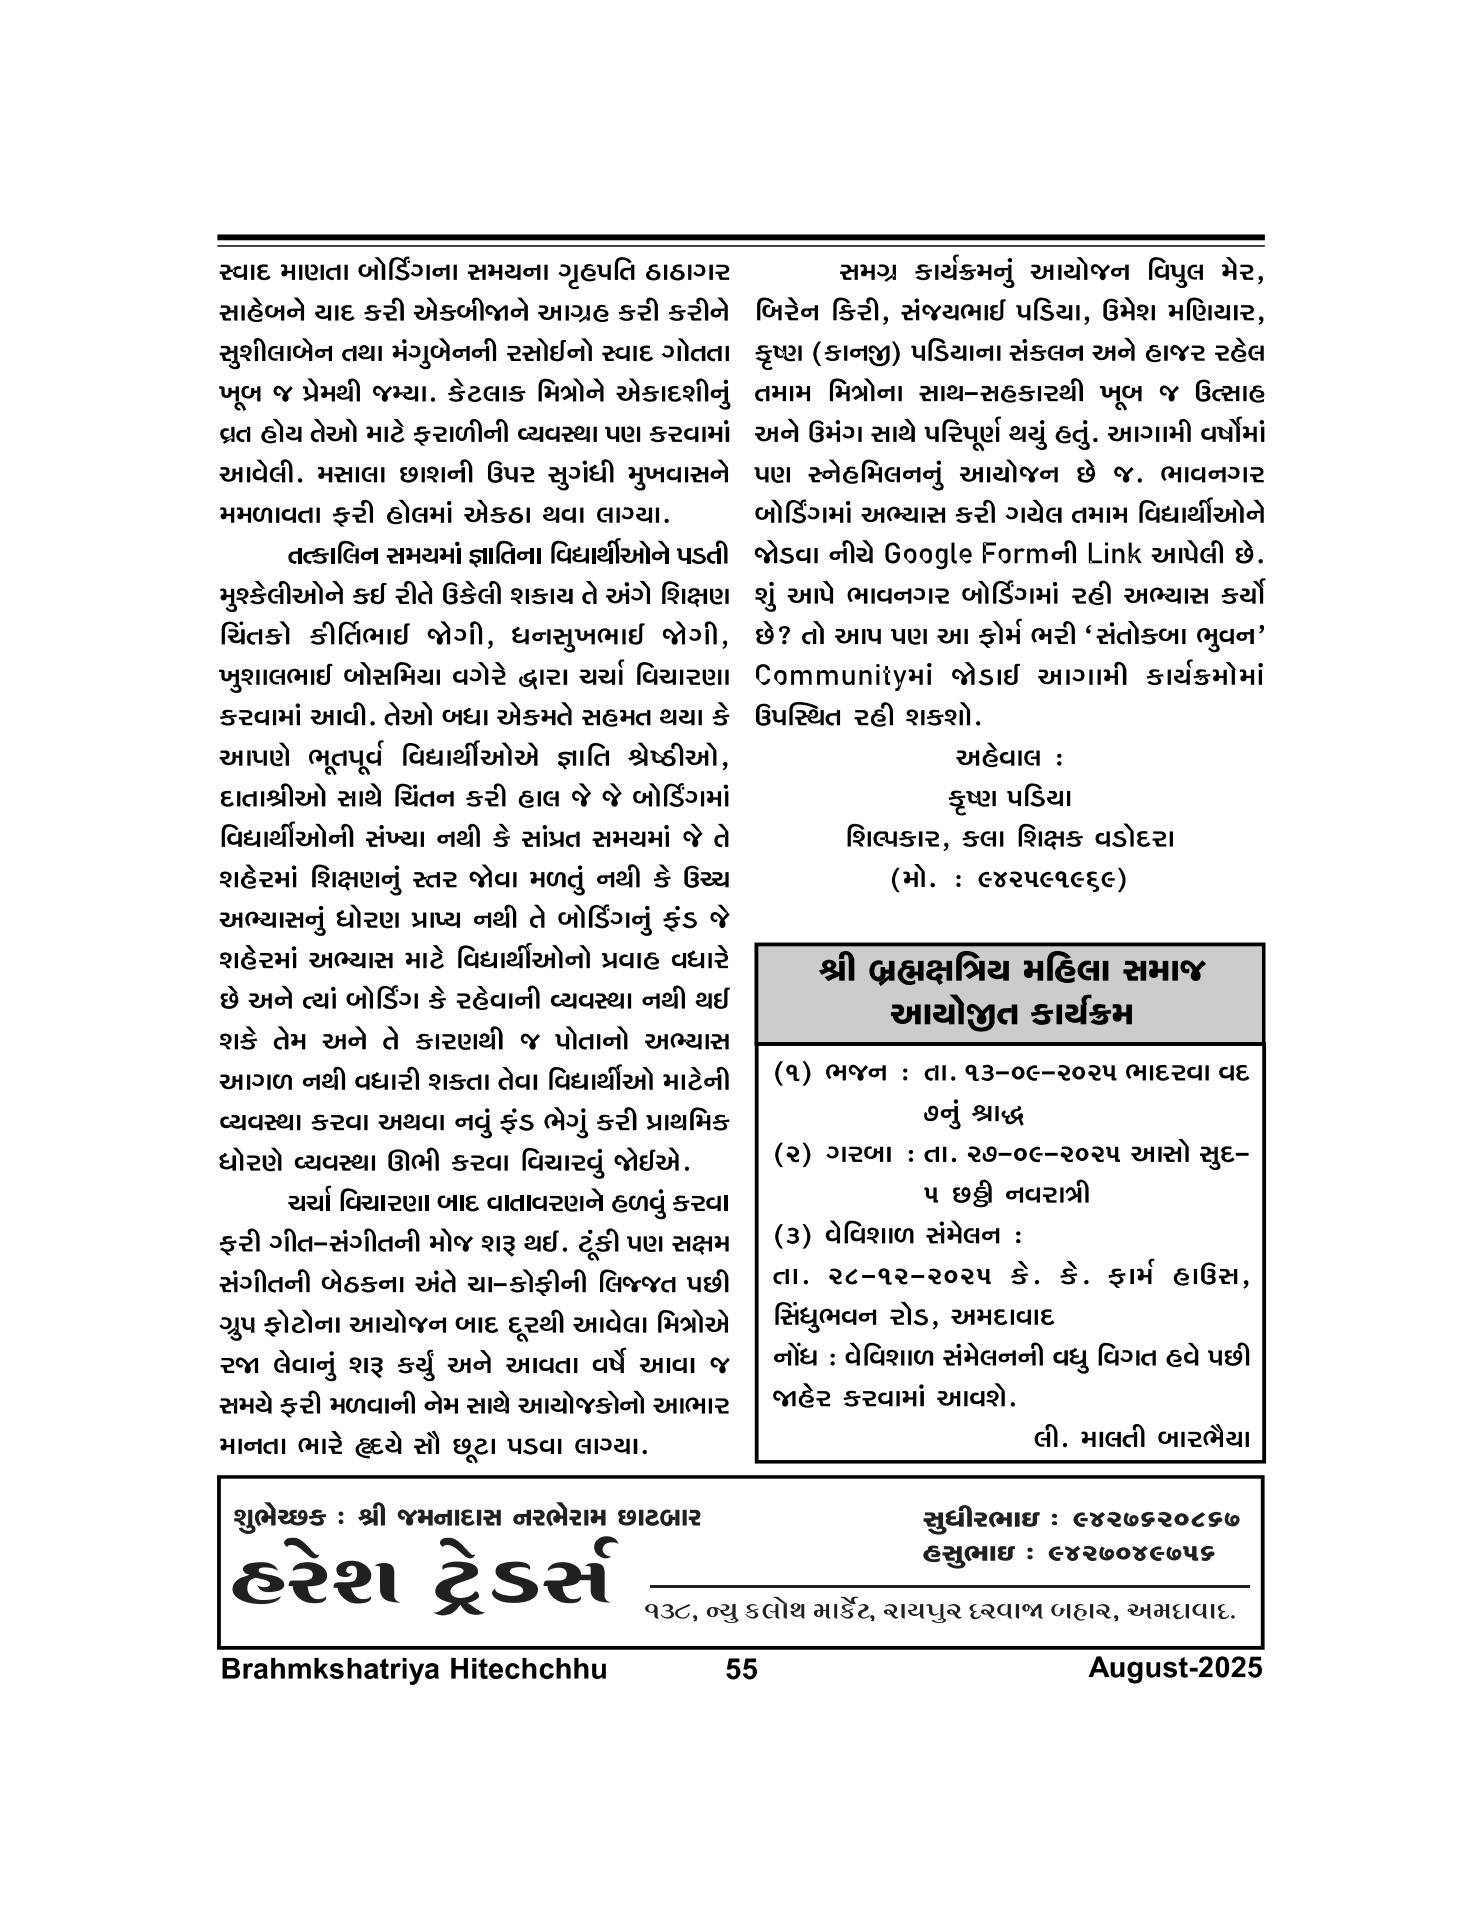 સ્વાદ માણતા બોર્ડિંગના સમયના ગૃહપતિ ઠાઠાગર
સાહેબને યાદ કરી એકબીજાને આગ્રહ કરી કરીને
સુશીલાબેન તથા મંગુબેનની રસોઈનો સ્વાદ ગોતતા
ખૂબ જ પ્રેમથી જમ્યા. કેટલાક મિત્રોને એકાદશીનું
વ્રત હોય તેઓ માટે ફરાળીની વ્યવસ્થા પણ કરવામાં
આવેલી. મસાલા છાશની ઉપર સુગંધી મુખવાસને
મમળાવતા ફરી હોલમાં એકઠા થવા લાગ્યા.
તત્કાલિન સમયમાં જ્ઞાતિના વિદ્યાર્થીઓને પડતી
મુશ્કેલીઓને કઈ રીતે ઉકેલી શકાય તે અંગે શિક્ષણ
ચિંતકો કીર્તિભાઈ જોગી, ધનસુખભાઈ જોગી,
ખુશાલભાઈ બોસમિયા વગેરે દ્વારા ચર્ચા વિચારણા
કરવામાં આવી. તેઓ બધા એકમતે સહમત થયા કે
આપણે ભૂતપૂર્વ વિદ્યાર્થીઓએ જ્ઞાતિ શ્રેષ્ઠીઓ,
દાતાશ્રીઓ સાથે ચિંતન કરી હાલ જે જે બોર્ડિંગમાં
વિદ્યાર્થીઓની સંખ્યા નથી કે સાંપ્રત સમયમાં જે તે
શહેરમાં શિક્ષણનું સ્તર જોવા મળતું નથી કે ઉચ્ચ
અભ્યાસનું ધોરણ પ્રાપ્ય નથી તે બોર્ડિંગનું ફંડ જે
શહેરમાં અભ્યાસ માટે વિદ્યાર્થીઓનો પ્રવાહ વધારે
છે અને ત્યાં બોર્ડિંગ કે રહેવાની વ્યવસ્થા નથી થઈ
શકે તેમ અને તે કારણથી જ પોતાનો અભ્યાસ
આગળ નથી વધારી શકતા તેવા વિદ્યાર્થીઓ માટેની
વ્યવસ્થા કરવા અથવા નવું ફંડ ભેગું કરી પ્રાથમિક
ધોરણે વ્યવસ્થા ઊભી કરવા વિચારવું જોઈએ.
ચર્ચા વિચારણા બાદ વાતાવરણને હળવું કરવા
ફરી ગીત-સંગીતની મોજ શરૂ થઈ. ટૂંકી પણ સક્ષમ
સંગીતની બેઠકના અંતે ચા-કોફીની લિજ્જત પછી
ગ્રુપ ફોટોના આયોજન બાદ દૂરથી આવેલા મિત્રોએ
રજા લેવાનું શરૂ કર્યું અને આવતા વર્ષે આવા જ
સમયે ફરી મળવાની નેમ સાથે આયોજકોનો આભાર
માનતા ભારે હૃદયે સૌ છૂટા પડવા લાગ્યા.
સમગ્ર કાર્યક્રમનું આયોજન વિપુલ મેર,
બિરેન કિરી, સંજયભાઈ પડિયા, ઉમેશ મણિયાર,
કૃષ્ણ (કાનજી) પડિયાના સંકલન અને હાજર રહેલ
તમામ મિત્રોના સાથ-સહકારથી ખૂબ જ ઉત્સાહ
અને ઉમંગ સાથે પરિપૂર્ણ થયું હતું. આગામી વર્ષોમાં
પણ સ્નેહમિલનનું આયોજન છે જ. ભાવનગર
બોર્ડિંગમાં અભ્યાસ કરી ગયેલ તમામ વિદ્યાર્થીઓને
જોડવા નીચે Google Formની Link આપેલી છે.
શું આપે ભાવનગર બોર્ડિંગમાં રહી અભ્યાસ કર્યો
છે? તો આપ પણ આ ફોર્મ ભરી ‘સંતોકબા ભુવન’
Communityમાં જોડાઈ આગામી કાર્યક્રમોમાં
ઉપસ્થિત રહી શકશો.
અહેવાલ :
કૃષ્ણ પડિયા
શિલ્પકાર, કલા શિક્ષક વડોદરા
(મો. : ૯૪૨૫૯૧૯૬૯)
શ્રી બ્રહ્મક્ષત્રિય મહિલા સમાજ
આયોજીત કાર્યક્રમ
(૧) ભજન : તા. ૧૩-૦૯-૨૦૨૫ ભાદરવા વદ
૭નું શ્રાદ્ધ
(૨) ગરબા : તા. ૨૭-૦૯-૨૦૨૫ આસો સુદ-
૫ છઠ્ઠી નવરાત્રી
(૩) વેવિશાળ સંમેલન :
તા. ૨૮-૧૨-૨૦૨૫ કે. કે. ફાર્મ હાઉસ,
સિંધુભવન રોડ, અમદાવાદ
નોંધ : વેવિશાળ સંમેલનની વધુ વિગત હવે પછી
જાહેર કરવામાં આવશે.
લી. માલતી બારભૈયા
શુભેચ્છક : શ્રી જમનાદાસ નરભેરામ છાટબાર
હરેશ ટ્રેડર્સ
સુધીરભાઇ : ૯૪૨૭૬૨૦૮૬૭
હસુભાઇ : ૯૪૨૭૦૪૯૭૫૬
૧૩૮, ન્યુ કલોથ માર્કેટ, રાયપુર દરવાજા બહાર, અમદાવાદ.
Brahmkshatriya Hitechchhu 55 August-2025